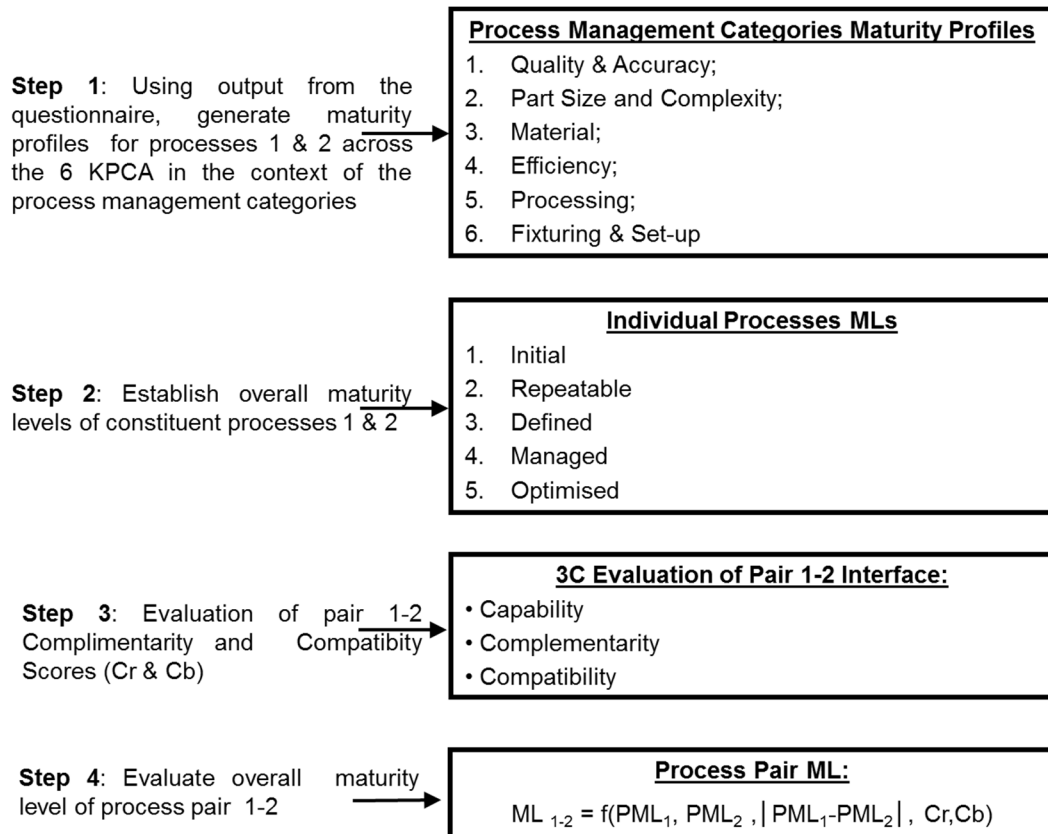 Step 1: Using output from the
questionnaire, generate maturity
profiles for processes 1 & 2 across
the 6 KPCA in the context of the
process management categories
Process Management Categories Maturity Profiles
1. Quality & Accuracy;
2. Part Size and Complexity;
3. Material;
4. Efficiency;
5. Processing;
6. Fixturing & Set-up
Step 2: Establish overall maturity
levels of constituent processes 1 & 2
Individual Processes MLs
1. Initial
2. Repeatable
3. Defined
4. Managed
5. Optimised
Step 3: Evaluation of pair 1-2
Complimentarity and Compatibity
Scores (Cr & Cb)
3C Evaluation of Pair 1-2 Interface:
• Capability
• Complementarity
• Compatibility
Step 4: Evaluate overall maturity
level of process pair 1-2
Process Pair ML:
ML 1-2 = f(PML1, PML2 ,|PML1-PML2|, Cr,Cb)